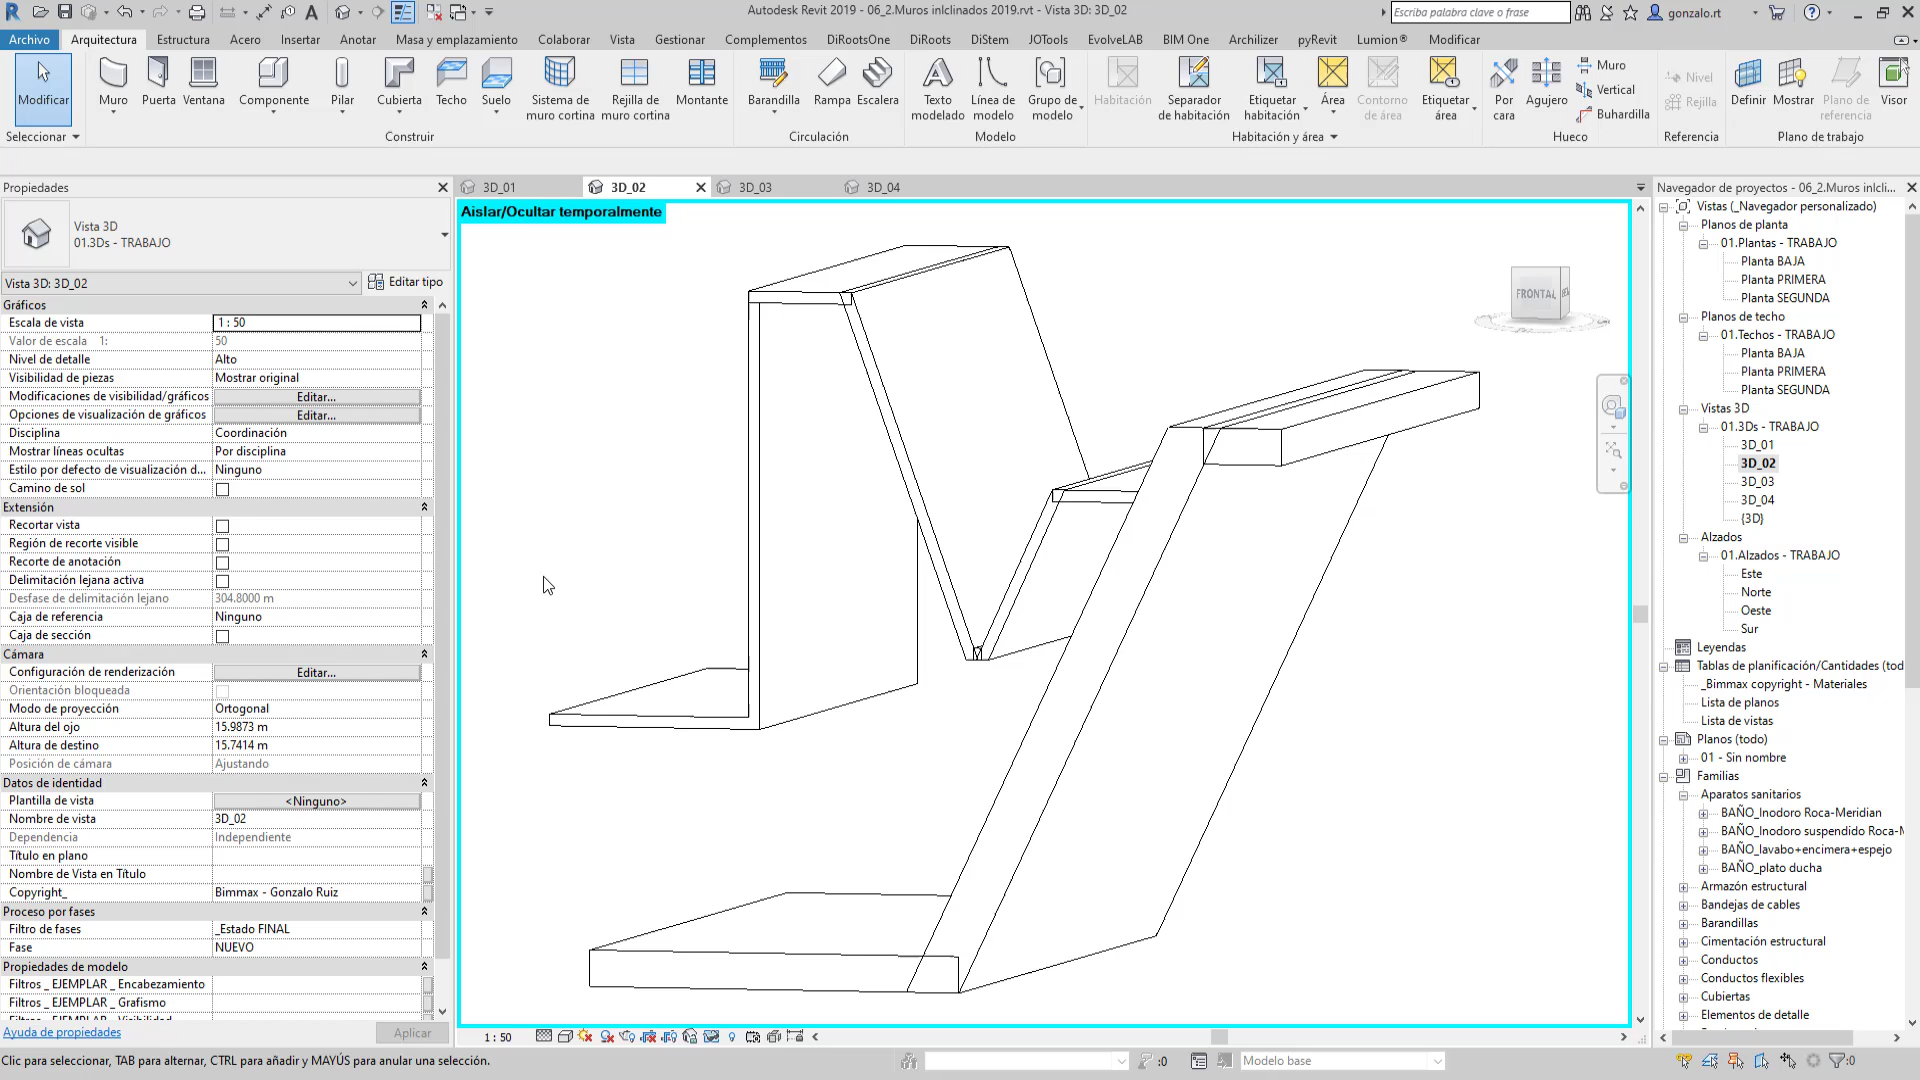 Autodesk Revit 2019 - 06_2.Muros inlclinados 2019.rvt - Vista 3D: 3D_02
Escriba palabra clave o frase
gonzalo.rt
Archivo Arquitectura Estructura Acero Insertar Anotar Masa y emplazamiento Colaborar Vista Gestionar Complementos DiRootsOne DiRoots DiStem JOTools EvolveLAB BIM One Archilizer pyRevit Lumion® Modificar
Modificar Muro Puerta Ventana Componente Pilar Cubierta Techo Suelo Sistema de muro cortina Rejilla de muro cortina Montante Barandilla Rampa Escalera Texto modelado Línea de modelo Grupo de modelo Habitación Separador de habitación Etiquetar habitación Área Contorno de área Etiquetar área Por cara Agujero Muro Vertical Buhardilla Nivel Rejilla Definir Mostrar Plano de referencia Visor
Seleccionar Construir Circulación Modelo Habitación y área Hueco Referencia Plano de trabajo
Propiedades
Vista 3D
01.3Ds - TRABAJO
Vista 3D: 3D_02 Editar tipo
Gráficos
Escala de vista 1 : 50
Valor de escala 1: 50
Nivel de detalle Alto
Visibilidad de piezas Mostrar original
Modificaciones de visibilidad/gráficos Editar...
Opciones de visualización de gráficos Editar...
Disciplina Coordinación
Mostrar líneas ocultas Por disciplina
Estilo por defecto de visualización d... Ninguno
Camino de sol
Extensión
Recortar vista
Región de recorte visible
Recorte de anotación
Delimitación lejana activa
Desfase de delimitación lejano 304.8000 m
Caja de referencia Ninguno
Caja de sección
Cámara
Configuración de renderización Editar...
Orientación bloqueada
Modo de proyección Ortogonal
Altura del ojo 15.9873 m
Altura de destino 15.7414 m
Posición de cámara Ajustando
Datos de identidad
Plantilla de vista <Ninguno>
Nombre de vista 3D_02
Dependencia Independiente
Título en plano
Nombre de Vista en Título
Copyright_ Bimmax - Gonzalo Ruiz
Proceso por fases
Filtro de fases _Estado FINAL
Fase NUEVO
Propiedades de modelo
Filtros _ EJEMPLAR _ Encabezamiento
Filtros _ EJEMPLAR _ Grafismo
Filtros _ EJEMPLAR _ Visibilidad
Ayuda de propiedades Aplicar
3D_01 3D_02 3D_03 3D_04
Aislar/Ocultar temporalmente
FRONTAL
1 : 50
Navegador de proyectos - 06_2.Muros inlcli...
Vistas (_Navegador personalizado)
Planos de planta
01.Plantas - TRABAJO
Planta BAJA
Planta PRIMERA
Planta SEGUNDA
Planos de techo
01.Techos - TRABAJO
Planta BAJA
Planta PRIMERA
Planta SEGUNDA
Vistas 3D
01.3Ds - TRABAJO
3D_01
3D_02
3D_03
3D_04
{3D}
Alzados
01.Alzados - TRABAJO
Este
Norte
Oeste
Sur
Leyendas
Tablas de planificación/Cantidades (tod
_Bimmax copyright - Materiales
Lista de planos
Lista de vistas
Planos (todo)
01 - Sin nombre
Familias
Aparatos sanitarios
BAÑO_Inodoro Roca-Meridian
BAÑO_Inodoro suspendido Roca-M
BAÑO_lavabo+encimera+espejo
BAÑO_plato ducha
Armazón estructural
Bandejas de cables
Barandillas
Cimentación estructural
Conductos
Conductos flexibles
Cubiertas
Elementos de detalle
Clic para seleccionar, TAB para alternar, CTRL para añadir y MAYÚS para anular una selección.
:0 Modelo base :0